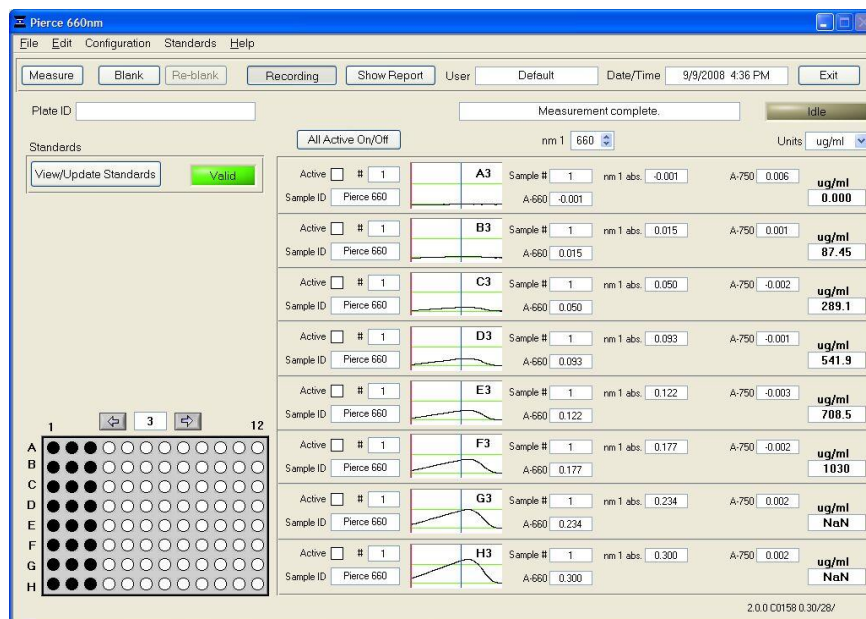 Pierce 660nm
File Edit Configuration Standards Help
Measure Blank Re-blank Recording Show Report User Default Date/Time 9/9/2008 4:36 PM Exit
Plate ID Measurement complete. Idle
Standards All Active On/Off nm 1 660 Units ug/ml
View/Update Standards Valid
Active # 1 A3 Sample # 1 nm 1 abs. -0.001 A-750 0.006 ug/ml
Sample ID Pierce 660 A-660 -0.001 0.000
Active # 1 B3 Sample # 1 nm 1 abs. 0.015 A-750 0.001 ug/ml
Sample ID Pierce 660 A-660 0.015 87.45
Active # 1 C3 Sample # 1 nm 1 abs. 0.050 A-750 -0.002 ug/ml
Sample ID Pierce 660 A-660 0.050 289.1
Active # 1 D3 Sample # 1 nm 1 abs. 0.093 A-750 -0.001 ug/ml
Sample ID Pierce 660 A-660 0.093 541.9
Active # 1 E3 Sample # 1 nm 1 abs. 0.122 A-750 -0.003 ug/ml
Sample ID Pierce 660 A-660 0.122 708.5
Active # 1 F3 Sample # 1 nm 1 abs. 0.177 A-750 -0.002 ug/ml
Sample ID Pierce 660 A-660 0.177 1030
Active # 1 G3 Sample # 1 nm 1 abs. 0.234 A-750 0.002 ug/ml
Sample ID Pierce 660 A-660 0.234 NaN
Active # 1 H3 Sample # 1 nm 1 abs. 0.300 A-750 0.002 ug/ml
Sample ID Pierce 660 A-660 0.300 NaN
3
1 12
A
B
C
D
E
F
G
H
2.0.0 C0158 0.30/28/